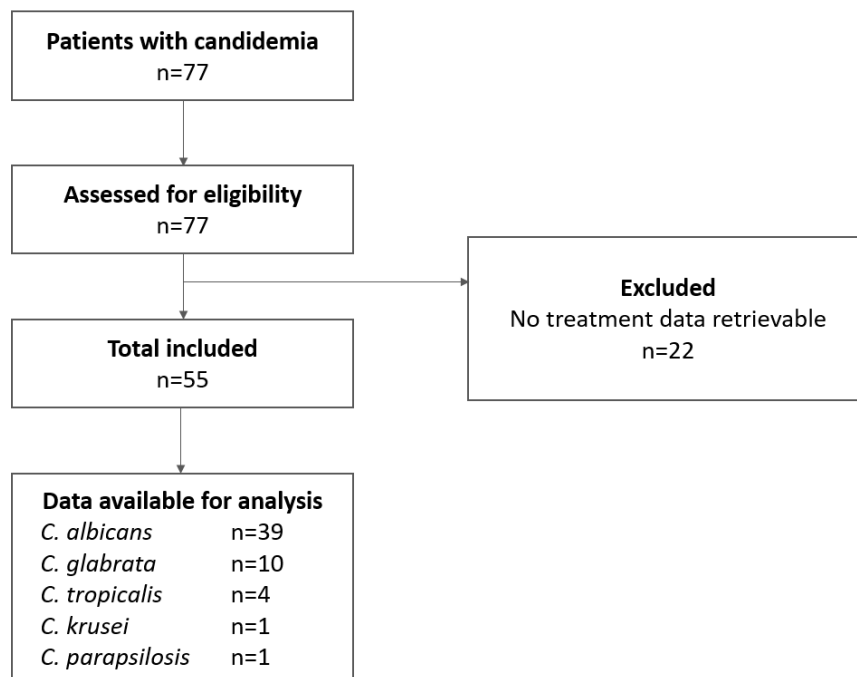 Patients with candidemia
n=77
Assessed for eligibility
n=77
Excluded
No treatment data retrievable
n=22
Total included
n=55
Data available for analysis
C. albicans n=39
C. glabrata n=10
C. tropicalis n=4
C. krusei n=1
C. parapsilosis n=1